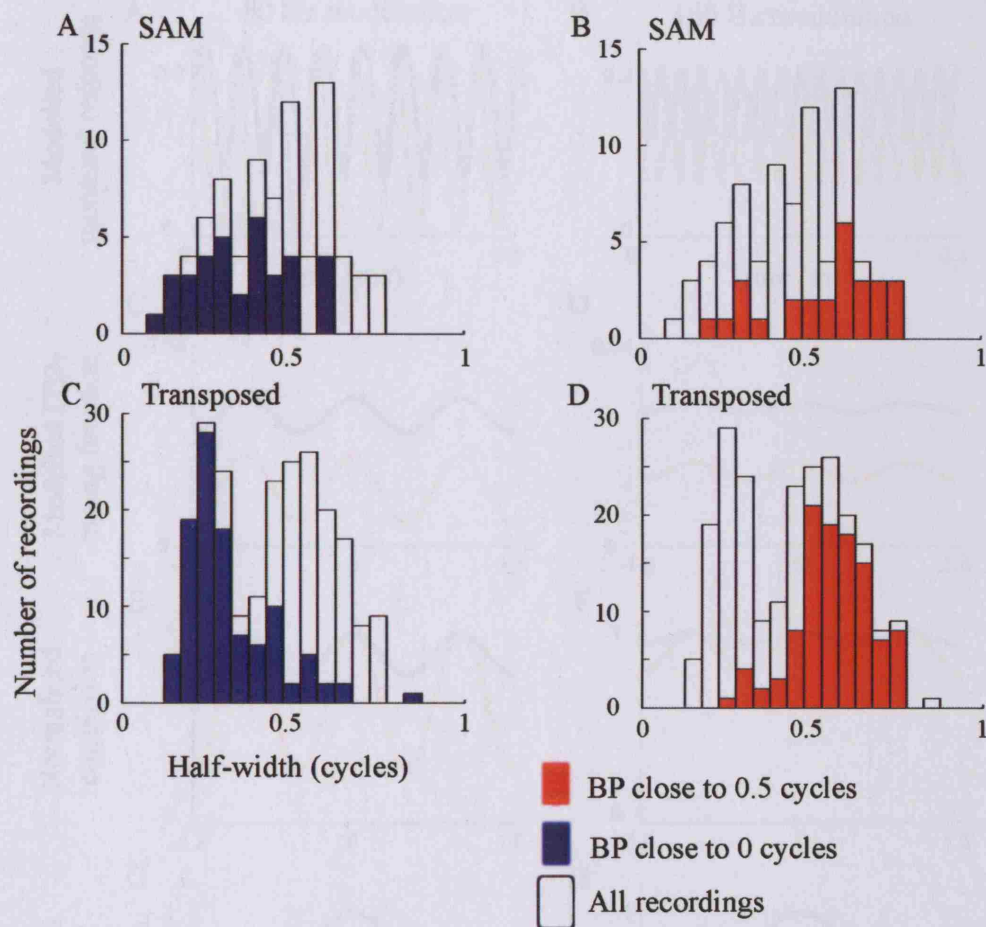 A SAM
15
10
5
0
0 0.5 1
B SAM
15
10
5
0
0 0.5 1
C Transposed
30
20
10
0
0 0.5 1
D Transposed
30
20
10
0
0 0.5 1
Number of recordings
Half-width (cycles)
BP close to 0.5 cycles
BP close to 0 cycles
All recordings